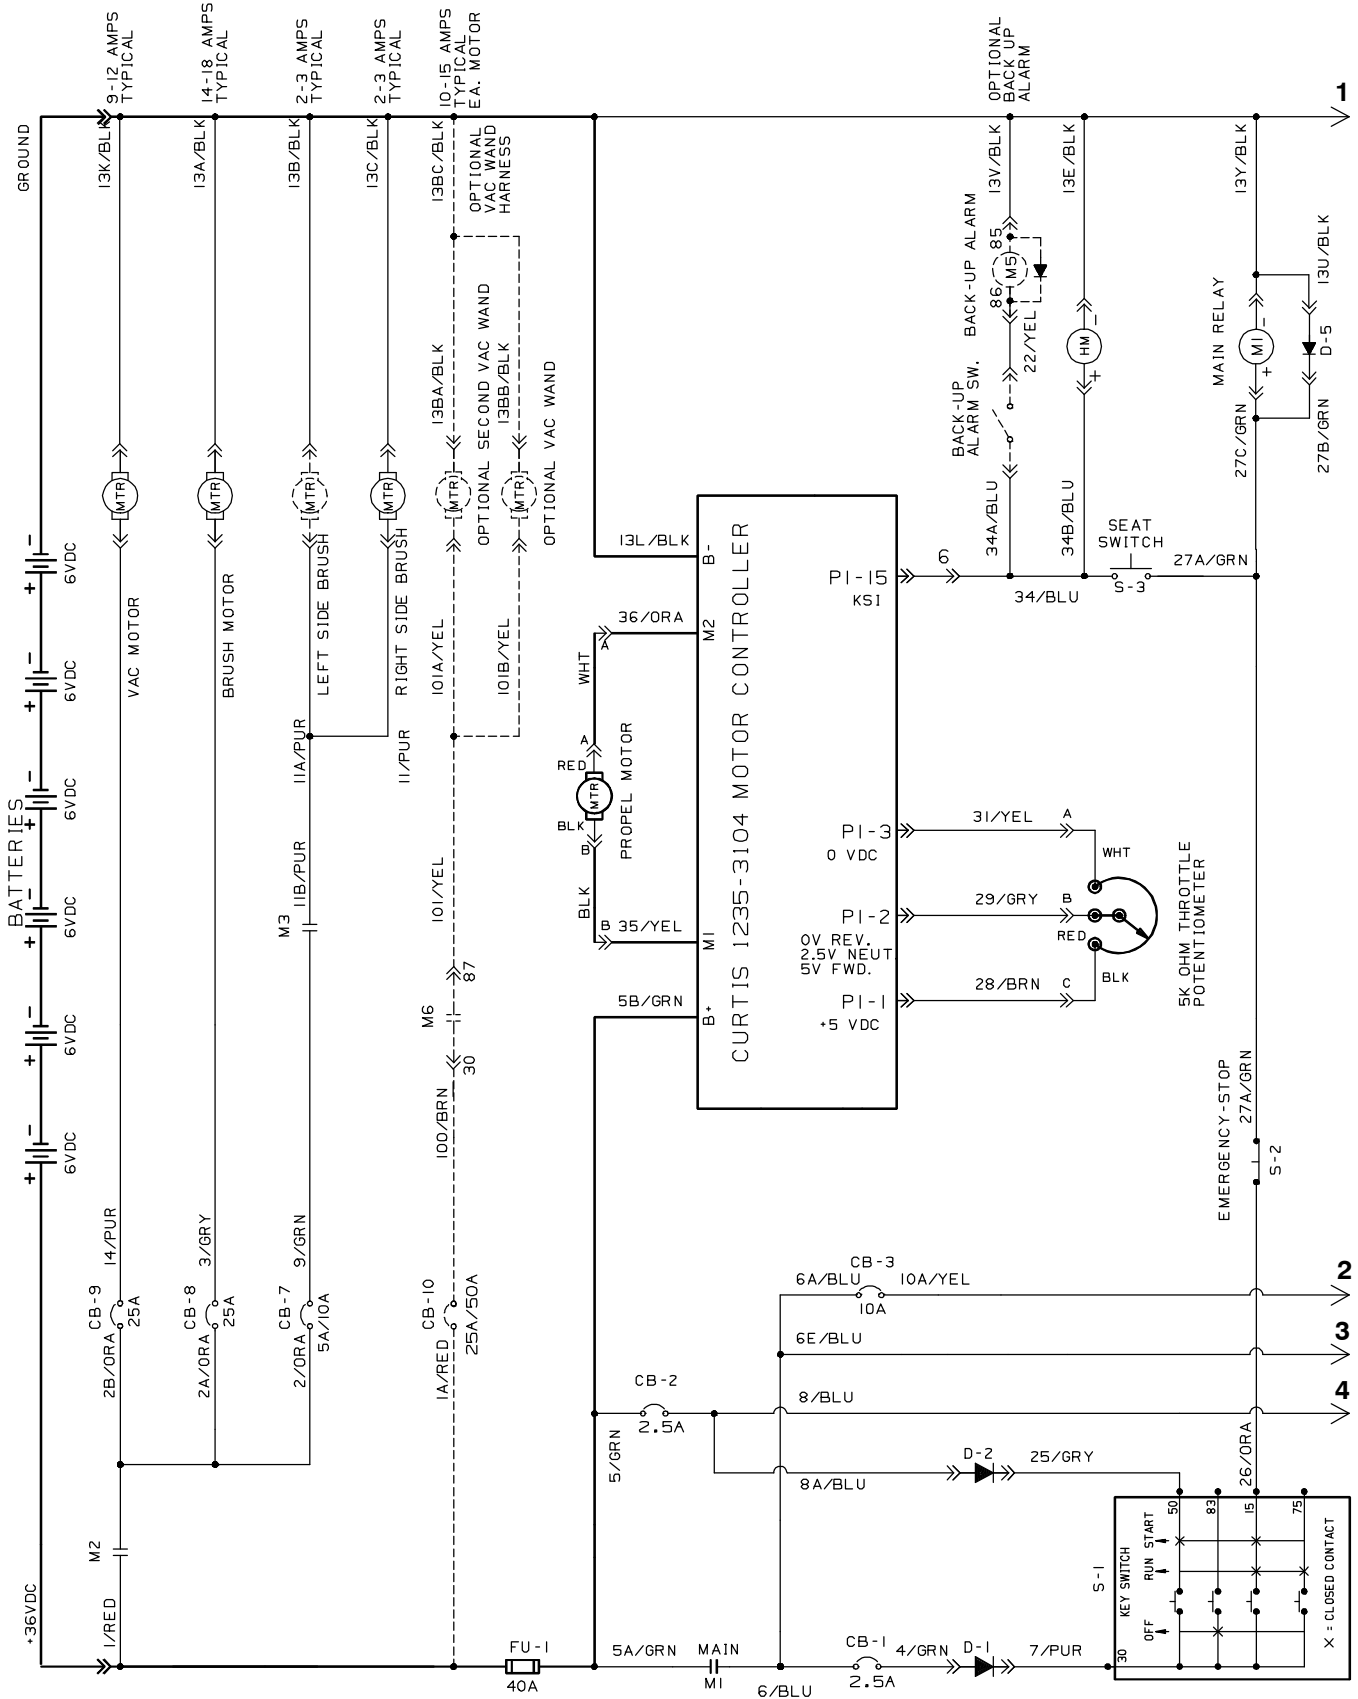 GROUND
BATTERIES
+36VDC
-
+
6VDC
-
+
6VDC
-
+
6VDC
-
+
6VDC
-
+
6VDC
-
+
6VDC
9-12 AMPS
TYPICAL
13K/BLK
MTR
VAC MOTOR
14/PUR
CB-9
25A
2B/ORA
M2
1/RED
14-18 AMPS
TYPICAL
13A/BLK
MTR
BRUSH MOTOR
3/GRY
CB-8
25A
2A/ORA
2-3 AMPS
TYPICAL
13B/BLK
MTR
LEFT SIDE BRUSH
11A/PUR
11B/PUR
M3
9/GRN
CB-7
5A/10A
2/ORA
2-3 AMPS
TYPICAL
13C/BLK
MTR
RIGHT SIDE BRUSH
11/PUR
10-15 AMPS
TYPICAL
EA. MOTOR
13BC/BLK
OPTIONAL
VAC WAND
HARNESS
13BA/BLK
MTR
OPTIONAL SECOND VAC WAND
101A/YEL
13BB/BLK
MTR
OPTIONAL VAC WAND
101B/YEL
101/YEL
87
M6
30
100/BRN
CB-10
25A/50A
1A/RED
FU-1
40A
13L/BLK
B-
36/ORA
A
M2
WHT
A
RED
MTR
PROPEL MOTOR
BLK
B
BLK
B
35/YEL
M1
5B/GRN
B+
CURTIS 1235-3104 MOTOR CONTROLLER
P1-15
KSI
P1-3
0 VDC
P1-2
0V REV.
2.5V NEUT.
5V FWD.
P1-1
+5 VDC
6
34/BLU
31/YEL
A
WHT
29/GRY
B
RED
28/BRN
C
BLK
5K OHM THROTTLE
POTENTIOMETER
OPTIONAL
BACK UP
ALARM
13V/BLK
85
M5
86
BACK-UP ALARM
22/YEL
BACK-UP
ALARM SW.
34A/BLU
13E/BLK
-
HM
+
34B/BLU
SEAT
SWITCH
S-3
27A/GRN
1
13Y/BLK
13U/BLK
MAIN RELAY
-
M1
+
D-5
27C/GRN
27B/GRN
27A/GRN
EMERGENCY-STOP
S-2
26/ORA
CB-3
6A/BLU
10A/YEL
10A
2
6E/BLU
3
CB-2
2.5A
8/BLU
4
5/GRN
8A/BLU
D-2
25/GRY
5A/GRN
MAIN
M1
6/BLU
CB-1
2.5A
4/GRN
D-1
7/PUR
S-1
KEY SWITCH
OFF
RUN
START
30
50
83
15
75
X = CLOSED CONTACT